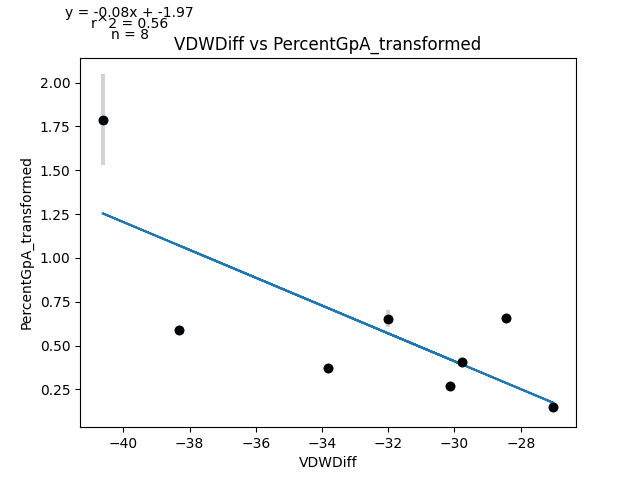 y = -0.08x + -1.97
r^2 = 0.56
n = 8
VDWDiff vs PercentGpA_transformed
PercentGpA_transformed
2.00
1.75
1.50
1.25
1.00
0.75
0.50
0.25
−40 −38 −36 −34 −32 −30 −28
VDWDiff